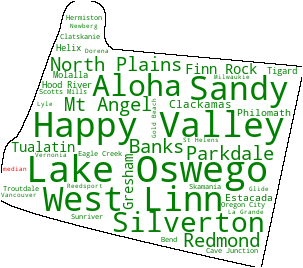 Hermiston
Newberg
Clatskanie
Helix Dorena
North Plains Finn Rock Tigard
Molalla Aloha Sandy Milwaukie
Hood River
Scotts Mills
Lyle Mt Angel Gold Beach Clackamas Philomath
Happy Valley
Tualatin Banks St Helens
Vernonia Eagle Creek Parkdale
median Lake Oswego
Troutdale Reedsport Gresham Skamania Glide
Vancouver West Linn Estacada
Oregon City
Sunriver Silverton La Grande
Bend Redmond
Cave Junction